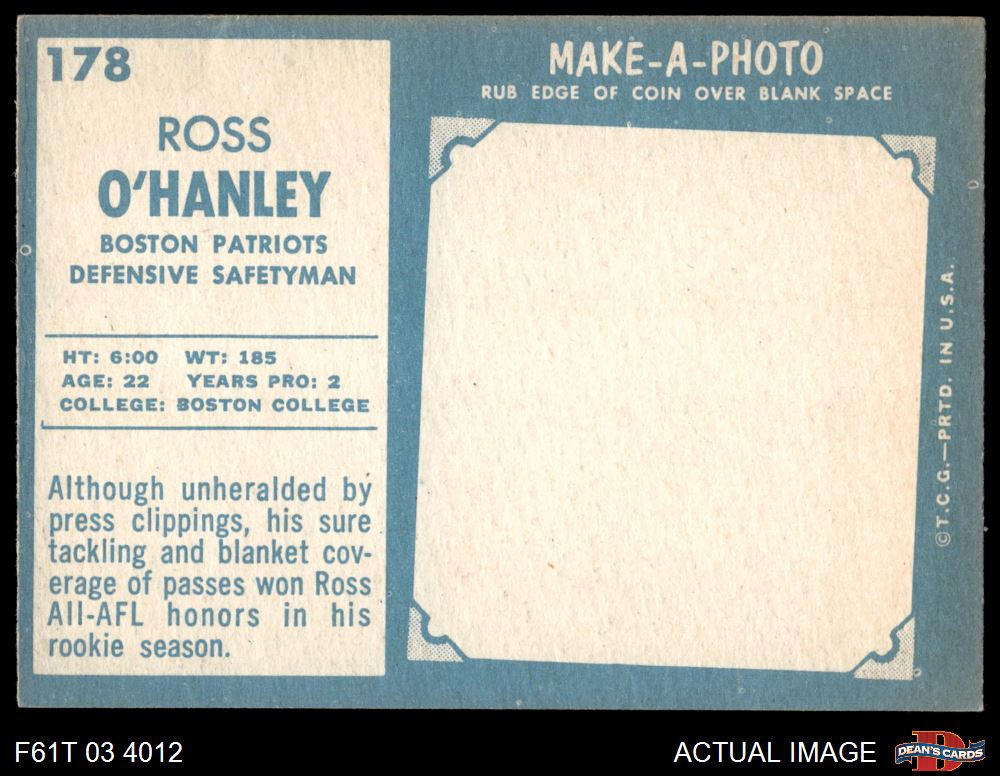 178
ROSS
O'HANLEY
BOSTON PATRIOTS
DEFENSIVE SAFETYMAN
HT: 6:00 WT: 185
AGE: 22 YEARS PRO: 2
COLLEGE: BOSTON COLLEGE
Although unheralded by
press clippings, his sure
tackling and blanket cov-
erage of passes won Ross
All-AFL honors in his
rookie season.
MAKE-A-PHOTO
RUB EDGE OF COIN OVER BLANK SPACE
©T.C.G.—PRTD. IN U.S.A.
F61T 03 4012
ACTUAL IMAGE
DEAN'S CARDS